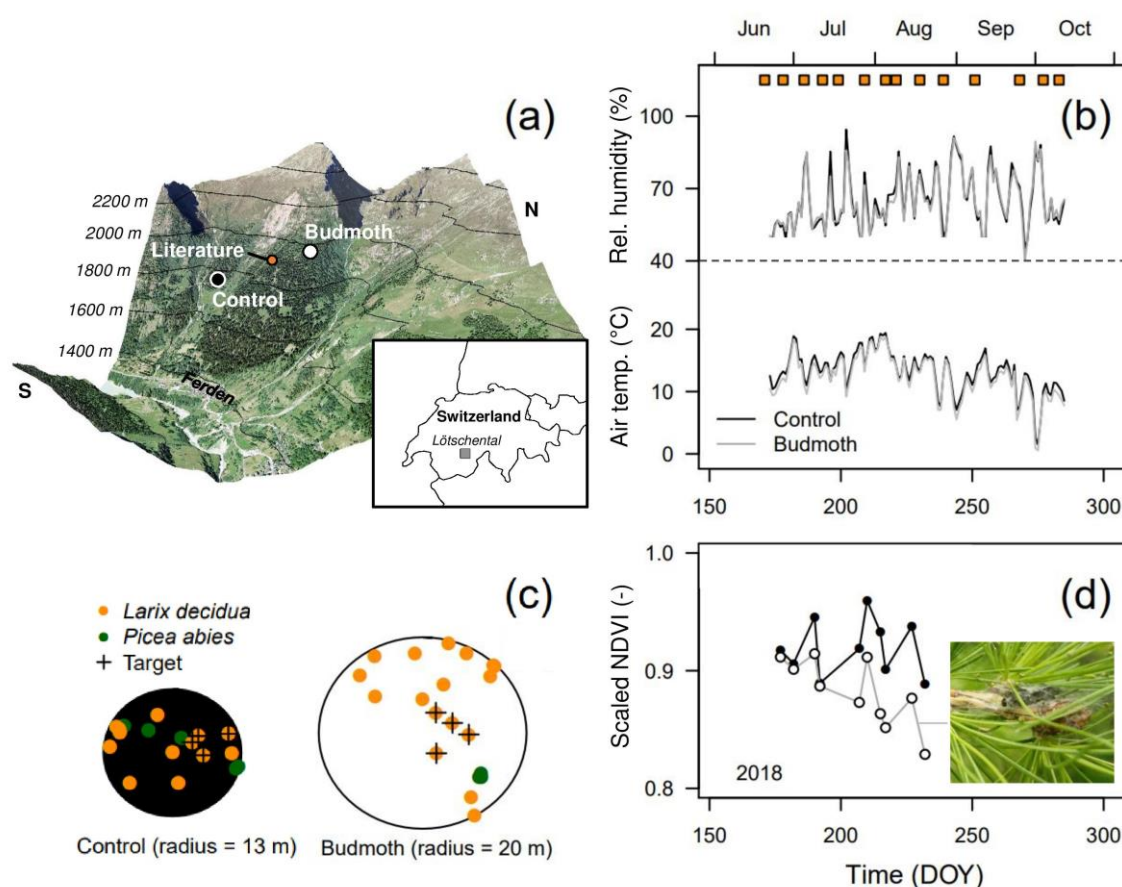 (a)
2200 m
2000 m
1800 m
1600 m
1400 m
N
S
Literature
Budmoth
Control
Ferden
Switzerland
Lötschental
Jun Jul Aug Sep Oct
(b)
Rel. humidity (%)
100
70
40
Air temp. (°C)
20
10
0
Control
Budmoth
150 200 250 300
(c)
Larix decidua
Picea abies
Target
Control (radius = 13 m)
Budmoth (radius = 20 m)
(d)
Scaled NDVI (-)
1.0
0.9
0.8
2018
150 200 250 300
Time (DOY)